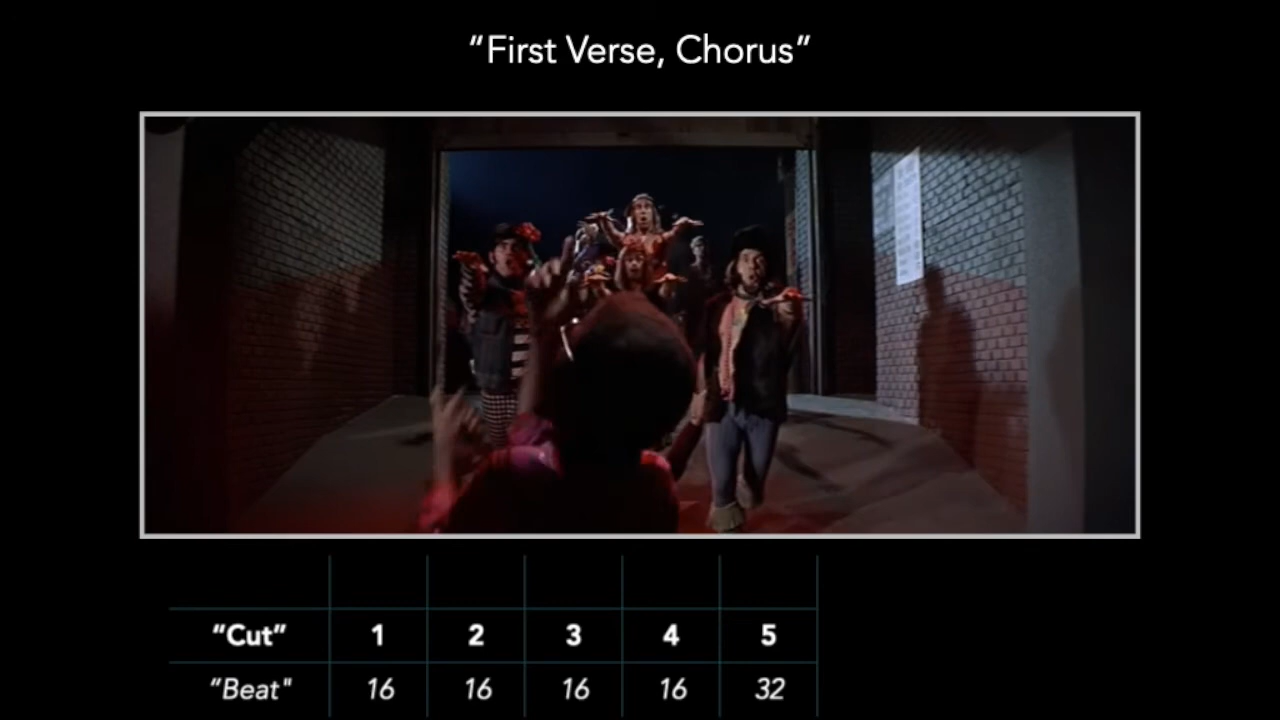 “First Verse, Chorus“
“Cut” 1 2 3 4 5
“Beat" 16 16 16 16 32